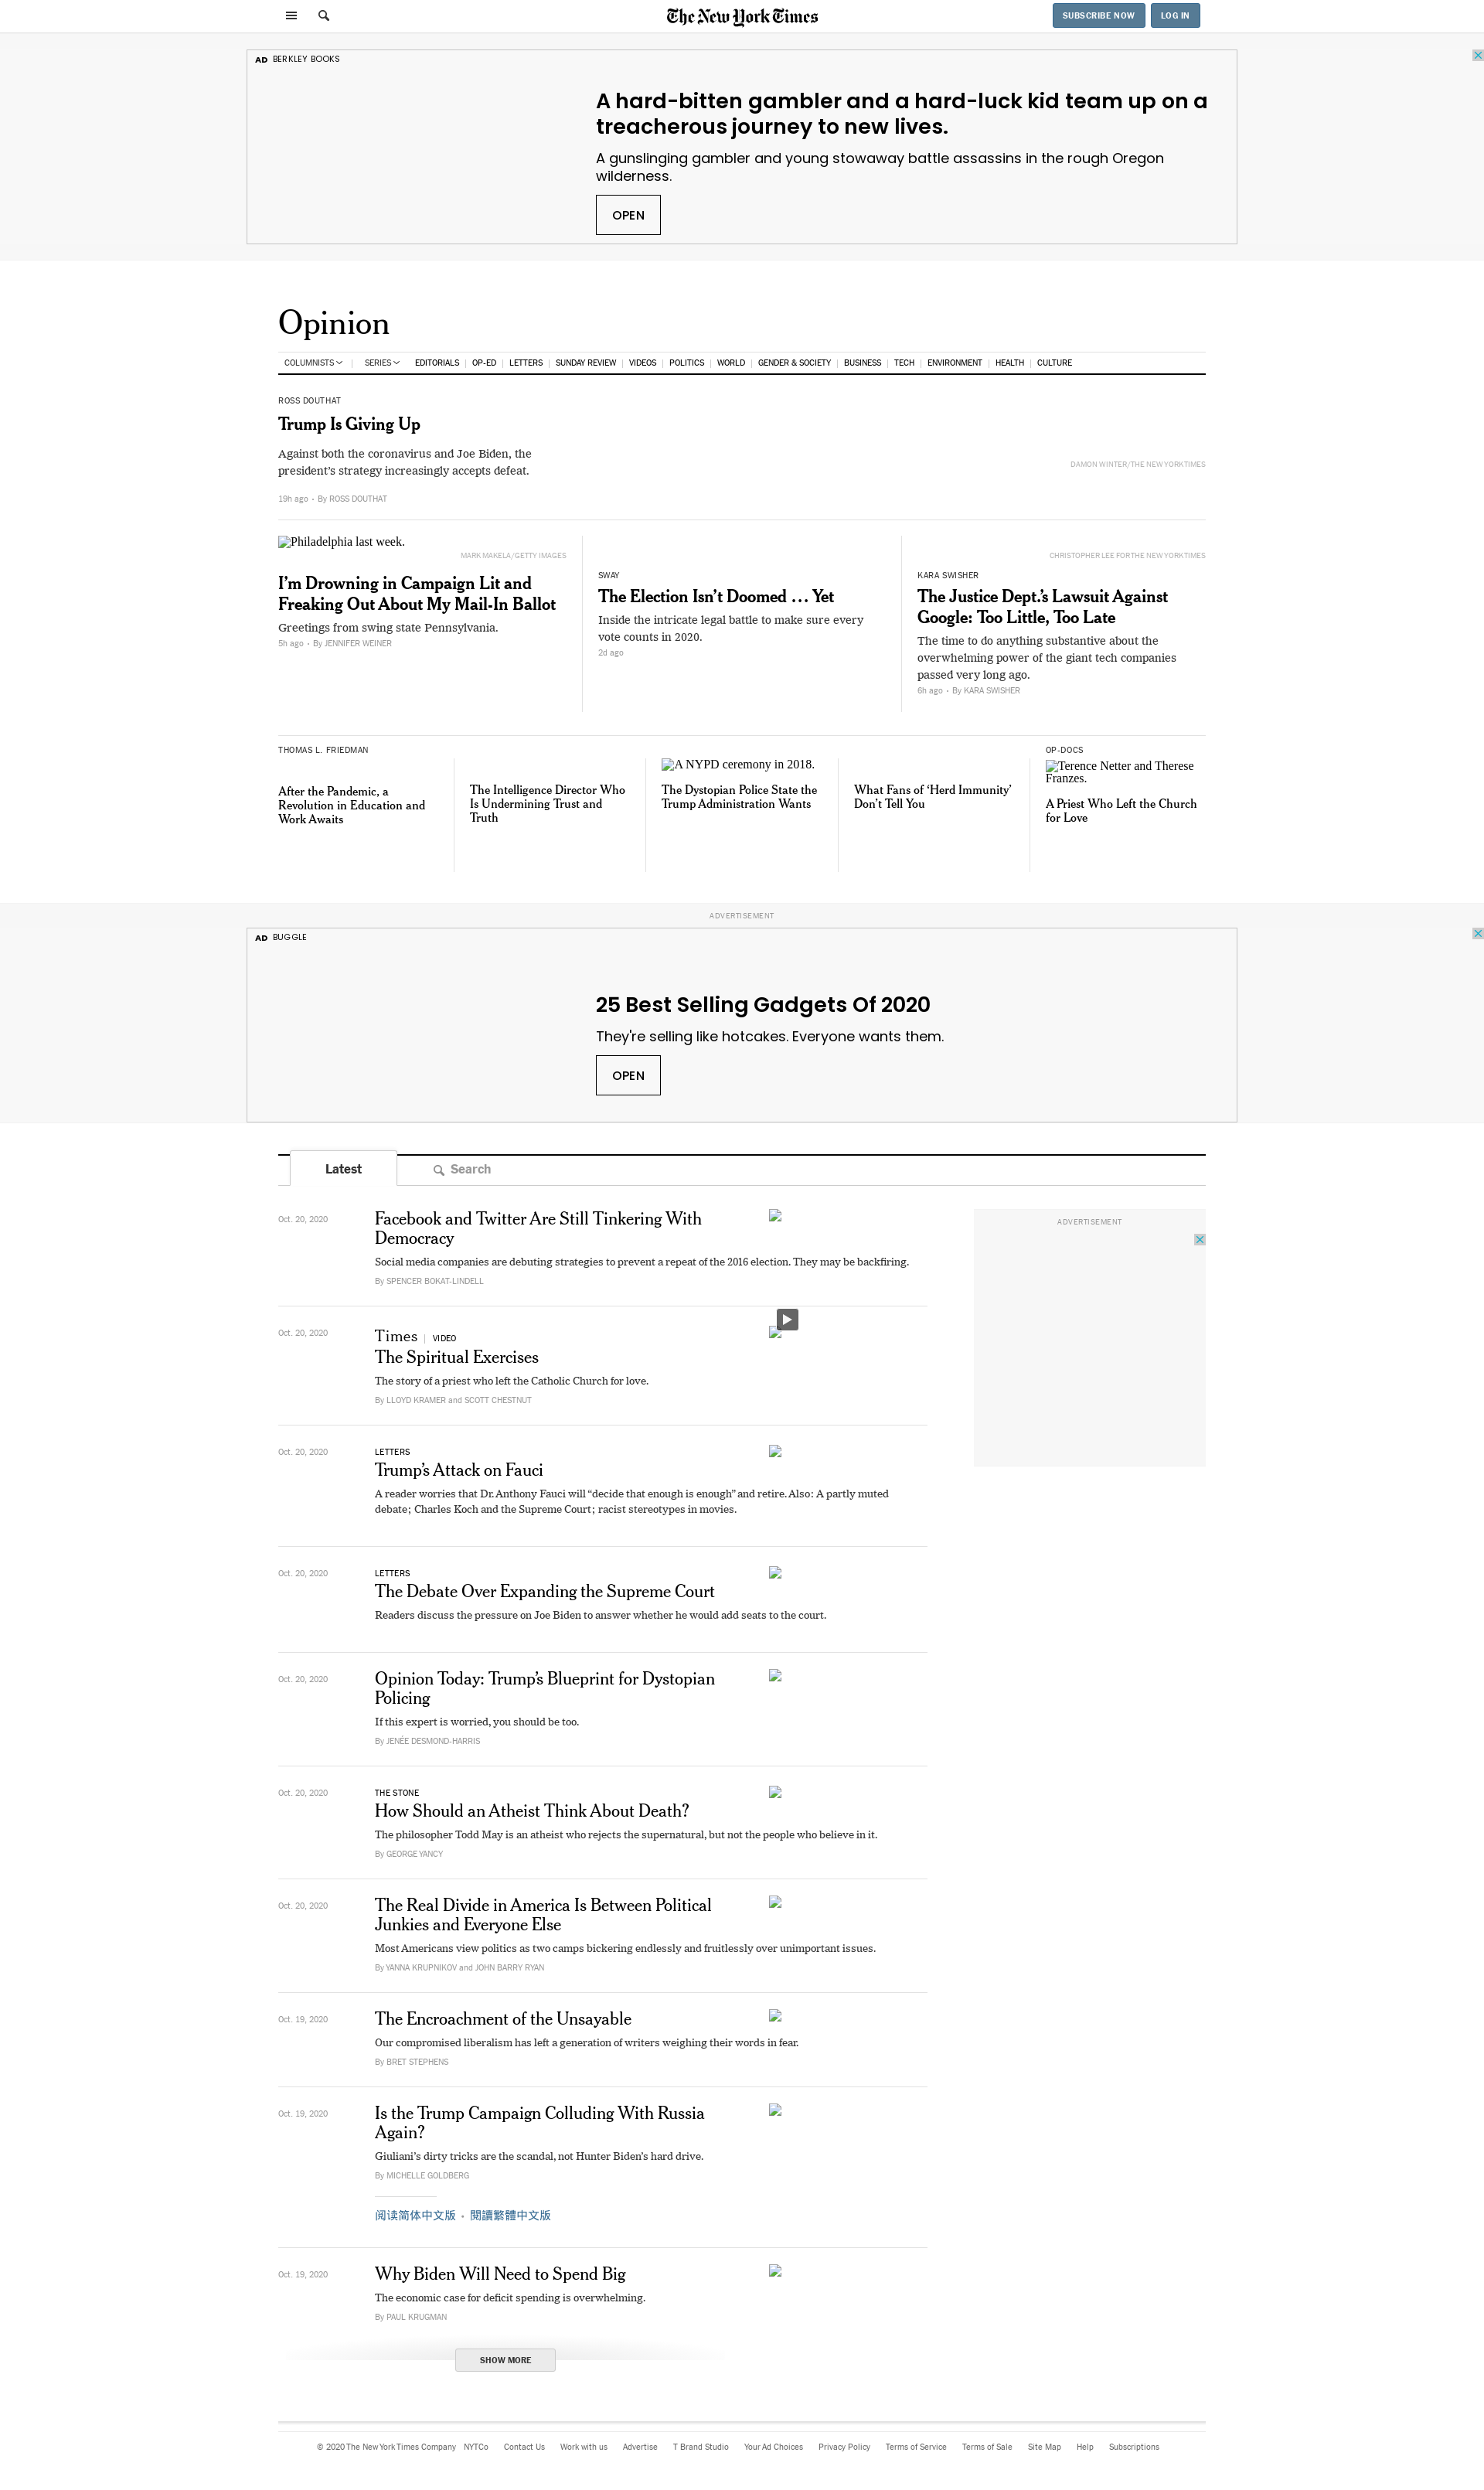 The New York Times
SUBSCRIBE NOW
LOG IN
AD BERKLEY BOOKS
A hard-bitten gambler and a hard-luck kid team up on a
treacherous journey to new lives.
A gunslinging gambler and young stowaway battle assassins in the rough Oregon
wilderness.
OPEN
Opinion
COLUMNISTS | SERIES EDITORIALS | OP-ED | LETTERS | SUNDAY REVIEW | VIDEOS | POLITICS | WORLD | GENDER & SOCIETY | BUSINESS | TECH | ENVIRONMENT | HEALTH | CULTURE
ROSS DOUTHAT
Trump Is Giving Up
Against both the coronavirus and Joe Biden, the
president's strategy increasingly accepts defeat.
DAMON WINTER/THE NEW YORK TIMES
19h ago • By ROSS DOUTHAT
Philadelphia last week.
MARK MAKELA/GETTY IMAGES
I'm Drowning in Campaign Lit and
Freaking Out About My Mail-In Ballot
Greetings from swing state Pennsylvania.
5h ago • By JENNIFER WEINER
SWAY
The Election Isn't Doomed … Yet
Inside the intricate legal battle to make sure every
vote counts in 2020.
2d ago
CHRISTOPHER LEE FOR THE NEW YORK TIMES
KARA SWISHER
The Justice Dept.'s Lawsuit Against
Google: Too Little, Too Late
The time to do anything substantive about the
overwhelming power of the giant tech companies
passed very long ago.
6h ago • By KARA SWISHER
THOMAS L. FRIEDMAN
After the Pandemic, a
Revolution in Education and
Work Awaits
The Intelligence Director Who
Is Undermining Trust and
Truth
A NYPD ceremony in 2018.
The Dystopian Police State the
Trump Administration Wants
What Fans of 'Herd Immunity'
Don't Tell You
OP-DOCS
Terence Netter and Therese
Franzes.
A Priest Who Left the Church
for Love
ADVERTISEMENT
AD BUGGLE
25 Best Selling Gadgets Of 2020
They're selling like hotcakes. Everyone wants them.
OPEN
Latest
Search
Oct. 20, 2020
Facebook and Twitter Are Still Tinkering With
Democracy
Social media companies are debuting strategies to prevent a repeat of the 2016 election. They may be backfiring.
By SPENCER BOKAT-LINDELL
ADVERTISEMENT
Oct. 20, 2020
Times | VIDEO
The Spiritual Exercises
The story of a priest who left the Catholic Church for love.
By LLOYD KRAMER and SCOTT CHESTNUT
Oct. 20, 2020
LETTERS
Trump's Attack on Fauci
A reader worries that Dr. Anthony Fauci will “decide that enough is enough” and retire. Also: A partly muted
debate; Charles Koch and the Supreme Court; racist stereotypes in movies.
Oct. 20, 2020
LETTERS
The Debate Over Expanding the Supreme Court
Readers discuss the pressure on Joe Biden to answer whether he would add seats to the court.
Oct. 20, 2020
Opinion Today: Trump's Blueprint for Dystopian
Policing
If this expert is worried, you should be too.
By JENÉE DESMOND-HARRIS
Oct. 20, 2020
THE STONE
How Should an Atheist Think About Death?
The philosopher Todd May is an atheist who rejects the supernatural, but not the people who believe in it.
By GEORGE YANCY
Oct. 20, 2020
The Real Divide in America Is Between Political
Junkies and Everyone Else
Most Americans view politics as two camps bickering endlessly and fruitlessly over unimportant issues.
By YANNA KRUPNIKOV and JOHN BARRY RYAN
Oct. 19, 2020
The Encroachment of the Unsayable
Our compromised liberalism has left a generation of writers weighing their words in fear.
By BRET STEPHENS
Oct. 19, 2020
Is the Trump Campaign Colluding With Russia
Again?
Giuliani's dirty tricks are the scandal, not Hunter Biden's hard drive.
By MICHELLE GOLDBERG
阅读简体中文版 • 閱讀繁體中文版
Oct. 19, 2020
Why Biden Will Need to Spend Big
The economic case for deficit spending is overwhelming.
By PAUL KRUGMAN
SHOW MORE
© 2020 The New York Times Company NYTCo Contact Us Work with us Advertise T Brand Studio Your Ad Choices Privacy Policy Terms of Service Terms of Sale Site Map Help Subscriptions